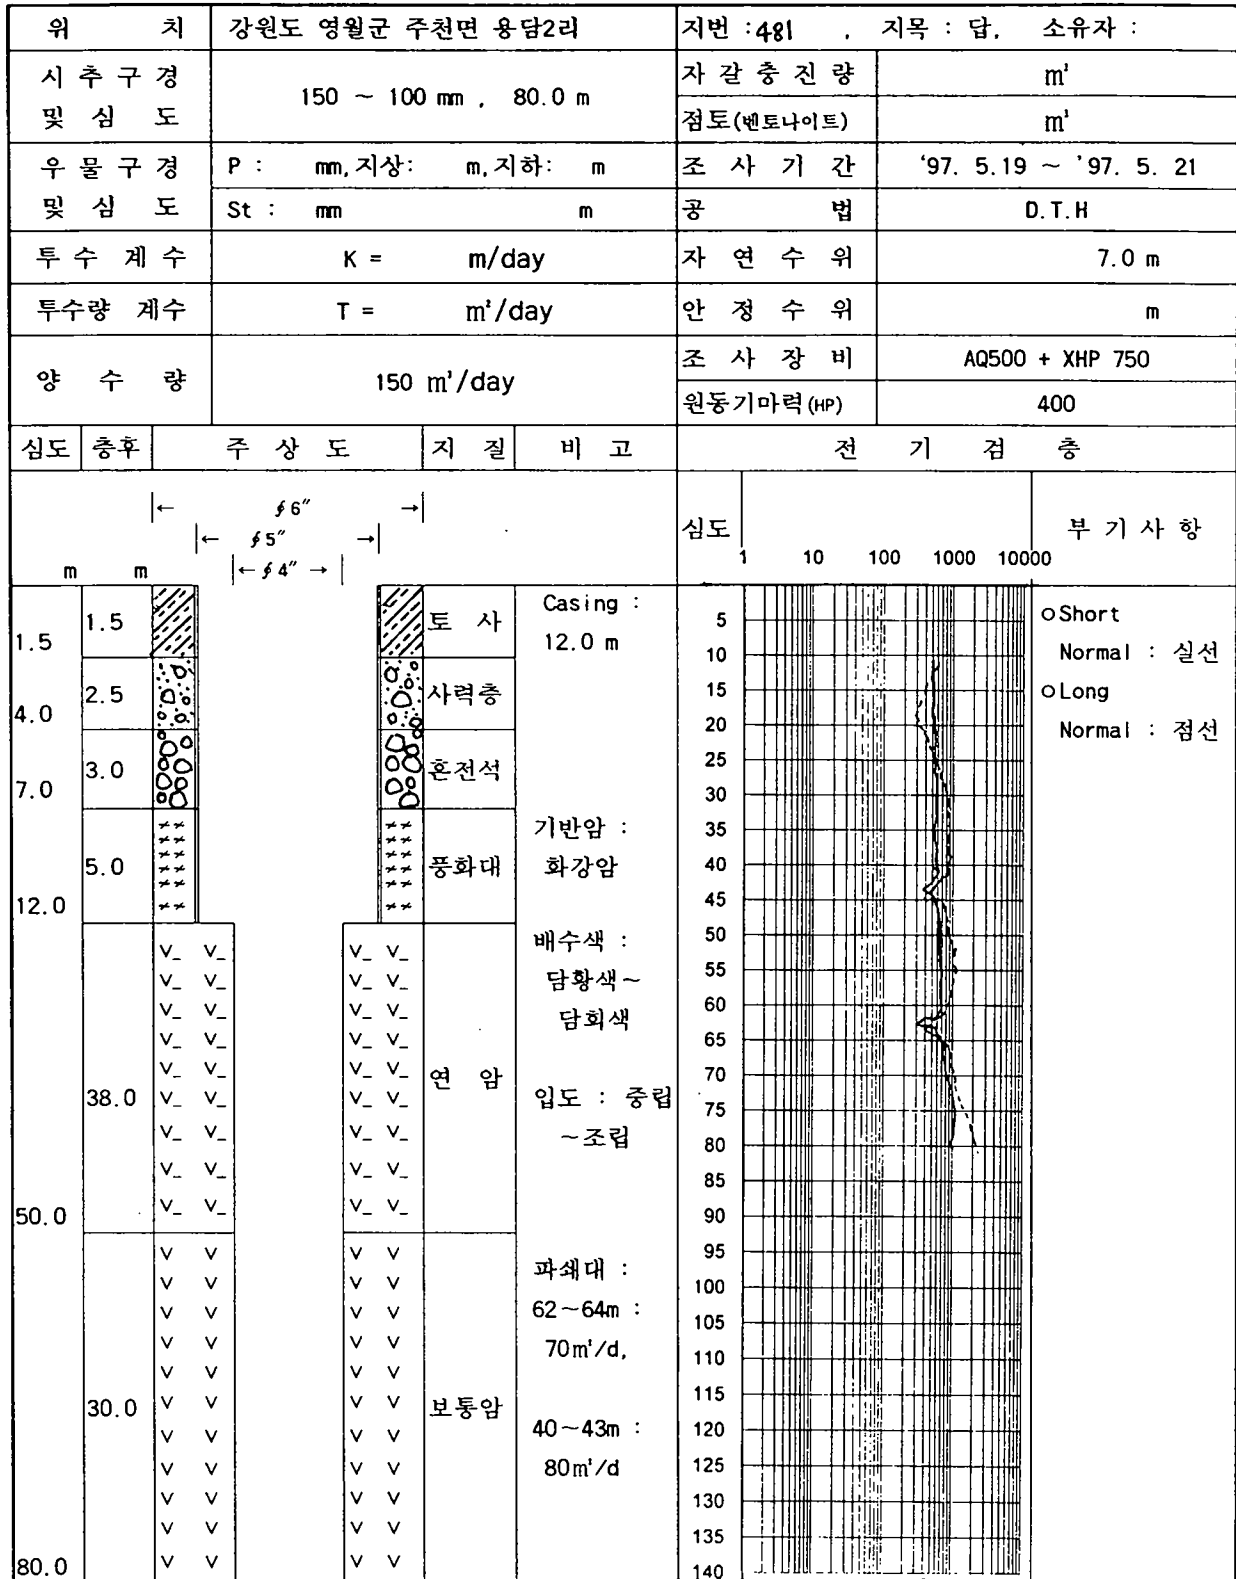 위 치 강원도 영월군 주천면 용담2리 지번 :481 . 지목 : 답. 소유자 :
시 추 구 경 및 심 도 150 ~ 100 mm . 80.0 m 자 갈 충 진 량 m³
점토(벤토나이트) m³
우 물 구 경 및 심 도 P : mm,지상: m,지하: m 조 사 기 간 '97. 5.19 ~ '97. 5. 21
St : mm m 공 법 D.T.H
투 수 계 수 K = m/day 자 연 수 위 7.0 m
투수량 계수 T = m²/day 안 정 수 위 m
양 수 량 150 m³/day 조 사 장 비 AQ500 + XHP 750
원동기마력(HP) 400
심도 층후 주 상 도 지 질 비 고 전 기 검 층
← ∮6″ →
← ∮5″ →
← ∮4″ →
m m
심도 1 10 100 1000 10000 부 기 사 항
1.5 1.5 토 사 Casing :
12.0 m
4.0 2.5 사력층
7.0 3.0 혼전석
12.0 5.0 풍화대 기반암 :
화강암
50.0 38.0 연 암 배수색 :
담황색~
담회색
입도 : 중립
~조립
80.0 30.0 보통암 파쇄대 :
62~64m :
70m³/d,
40~43m :
80m³/d
5
10
15
20
25
30
35
40
45
50
55
60
65
70
75
80
85
90
95
100
105
110
115
120
125
130
135
140
○Short
Normal : 실선
○Long
Normal : 점선